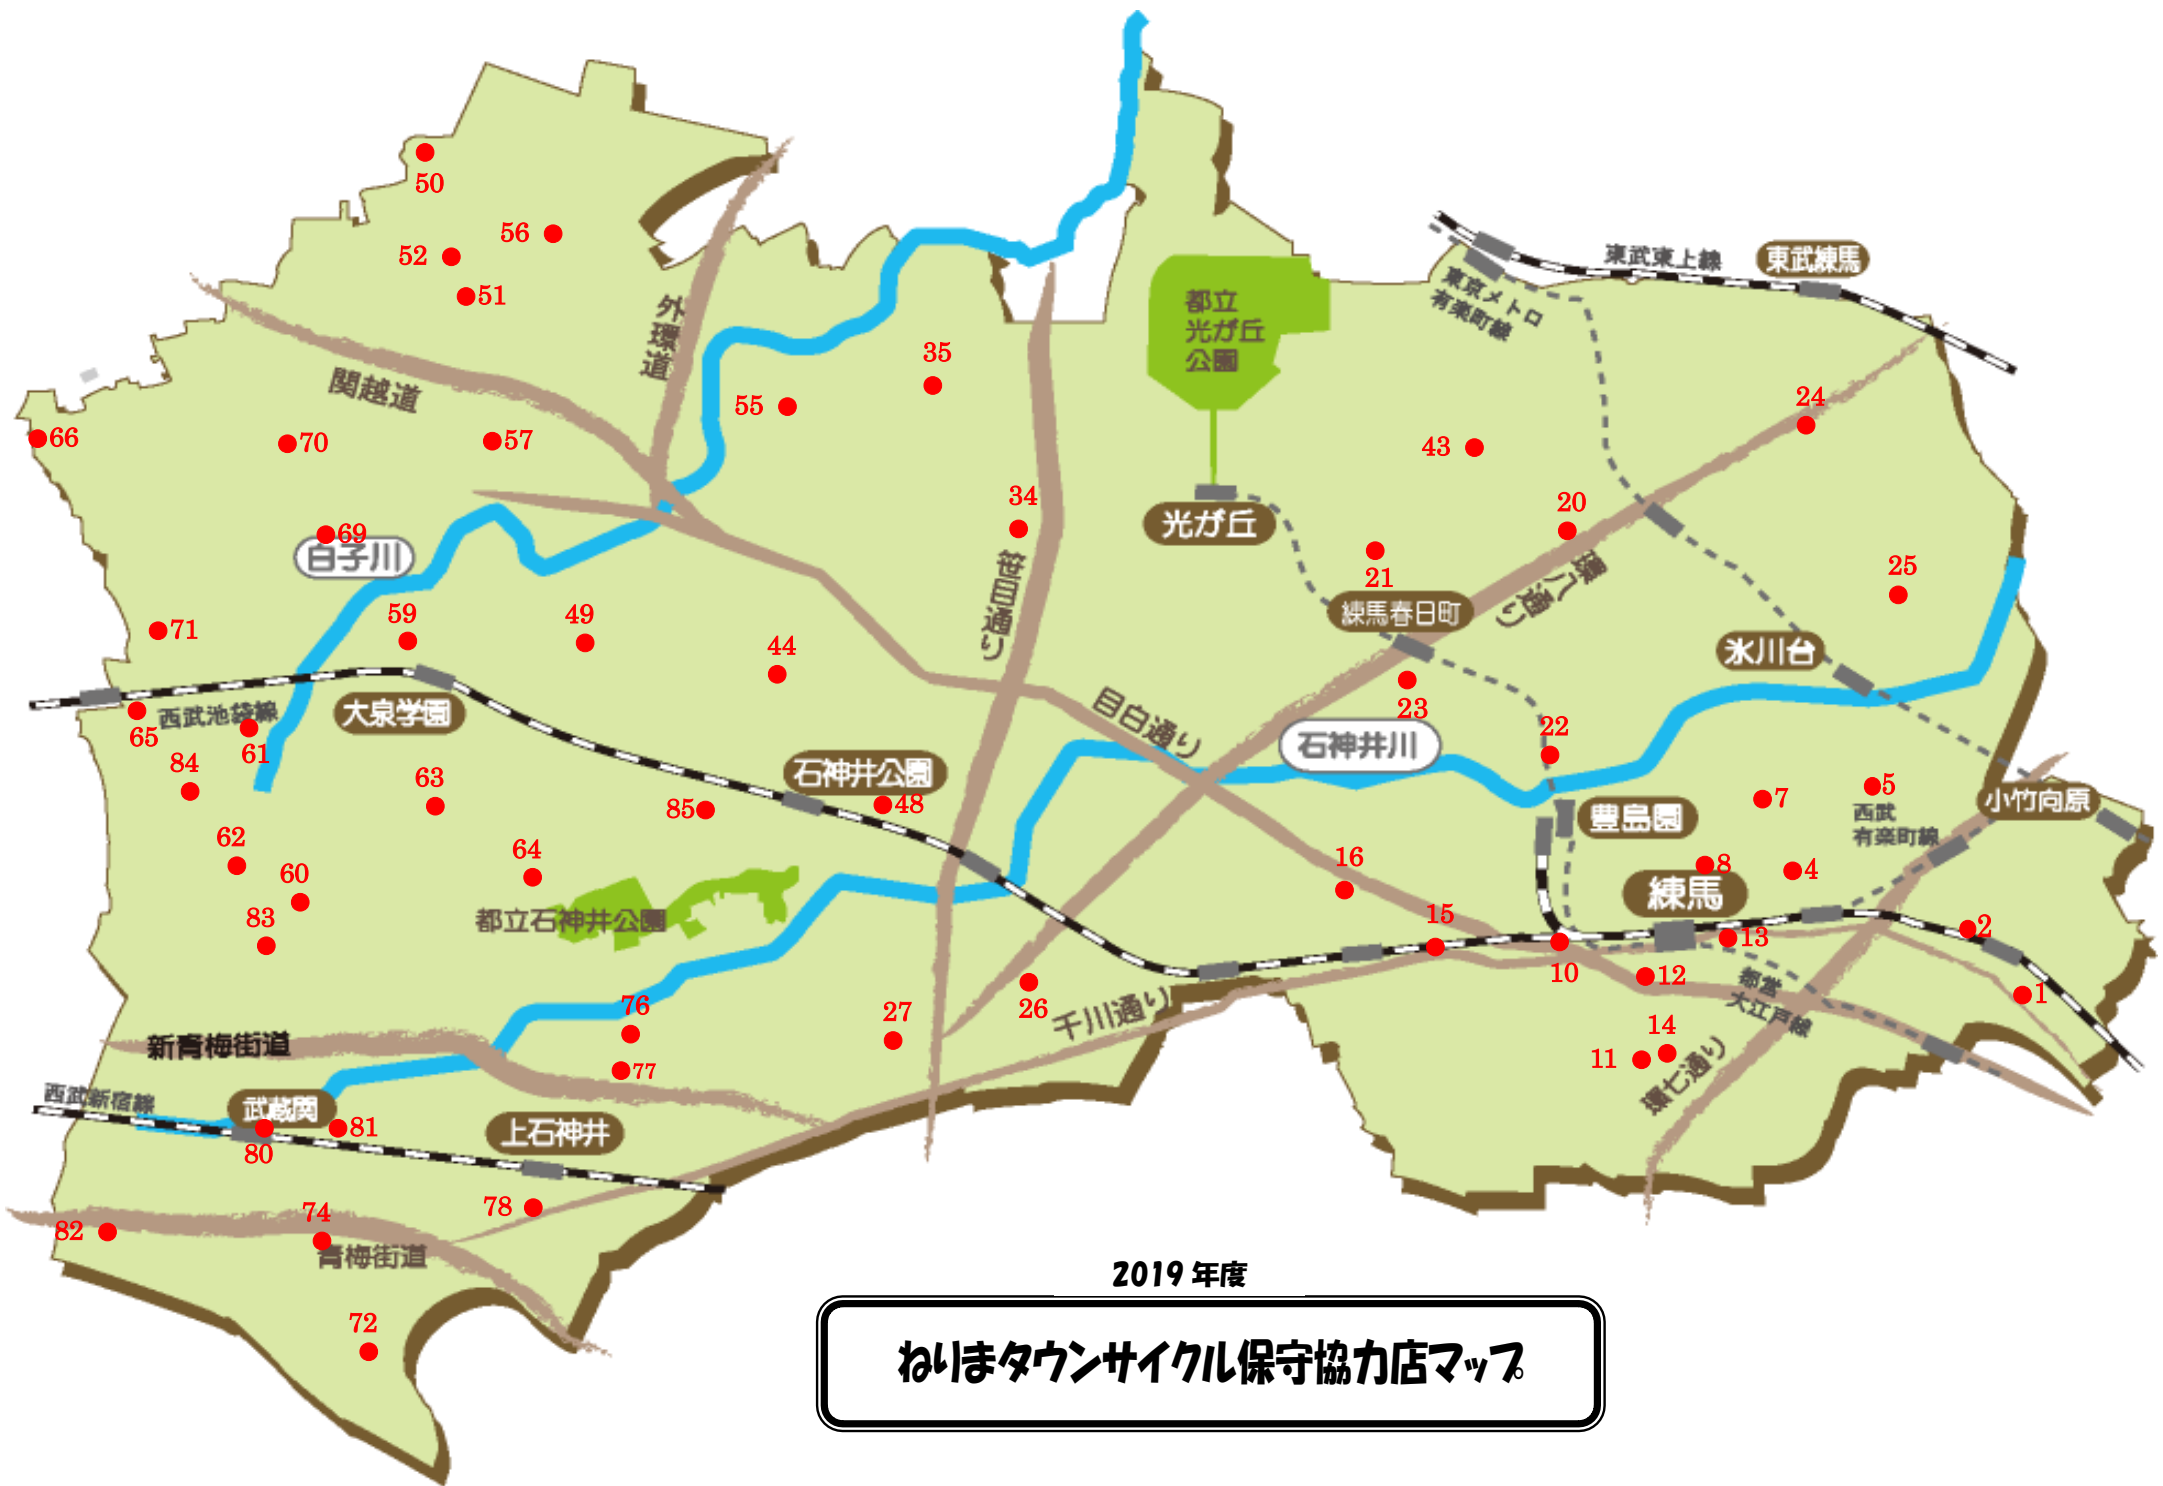 50
56
52
51
外環道
関越道
35
55
66
70
57
34
69
白子川
笹目通り
71
59
49
44
大泉学園
西武池袋線
65
61
84
63
85
石神井公園
48
62
64
60
83
都立石神井公園
都立
光が丘
公園
光が丘
東武東上線
東武練馬
東京メトロ
有楽町線
24
43
20
21
25
環八通り
練馬春日町
氷川台
23
22
目白通り
石神井川
豊島園
7
5
西武
有楽町線
小竹向原
16
8
4
練馬
15
10
13
2
12
都営
大江戸線
1
14
11
環七通り
26
27
千川通り
76
77
新青梅街道
西武新宿線
武蔵関
81
80
上石神井
78
74
82
青梅街道
72
2019年度
ねりまタウンサイクル保守協力店マップ